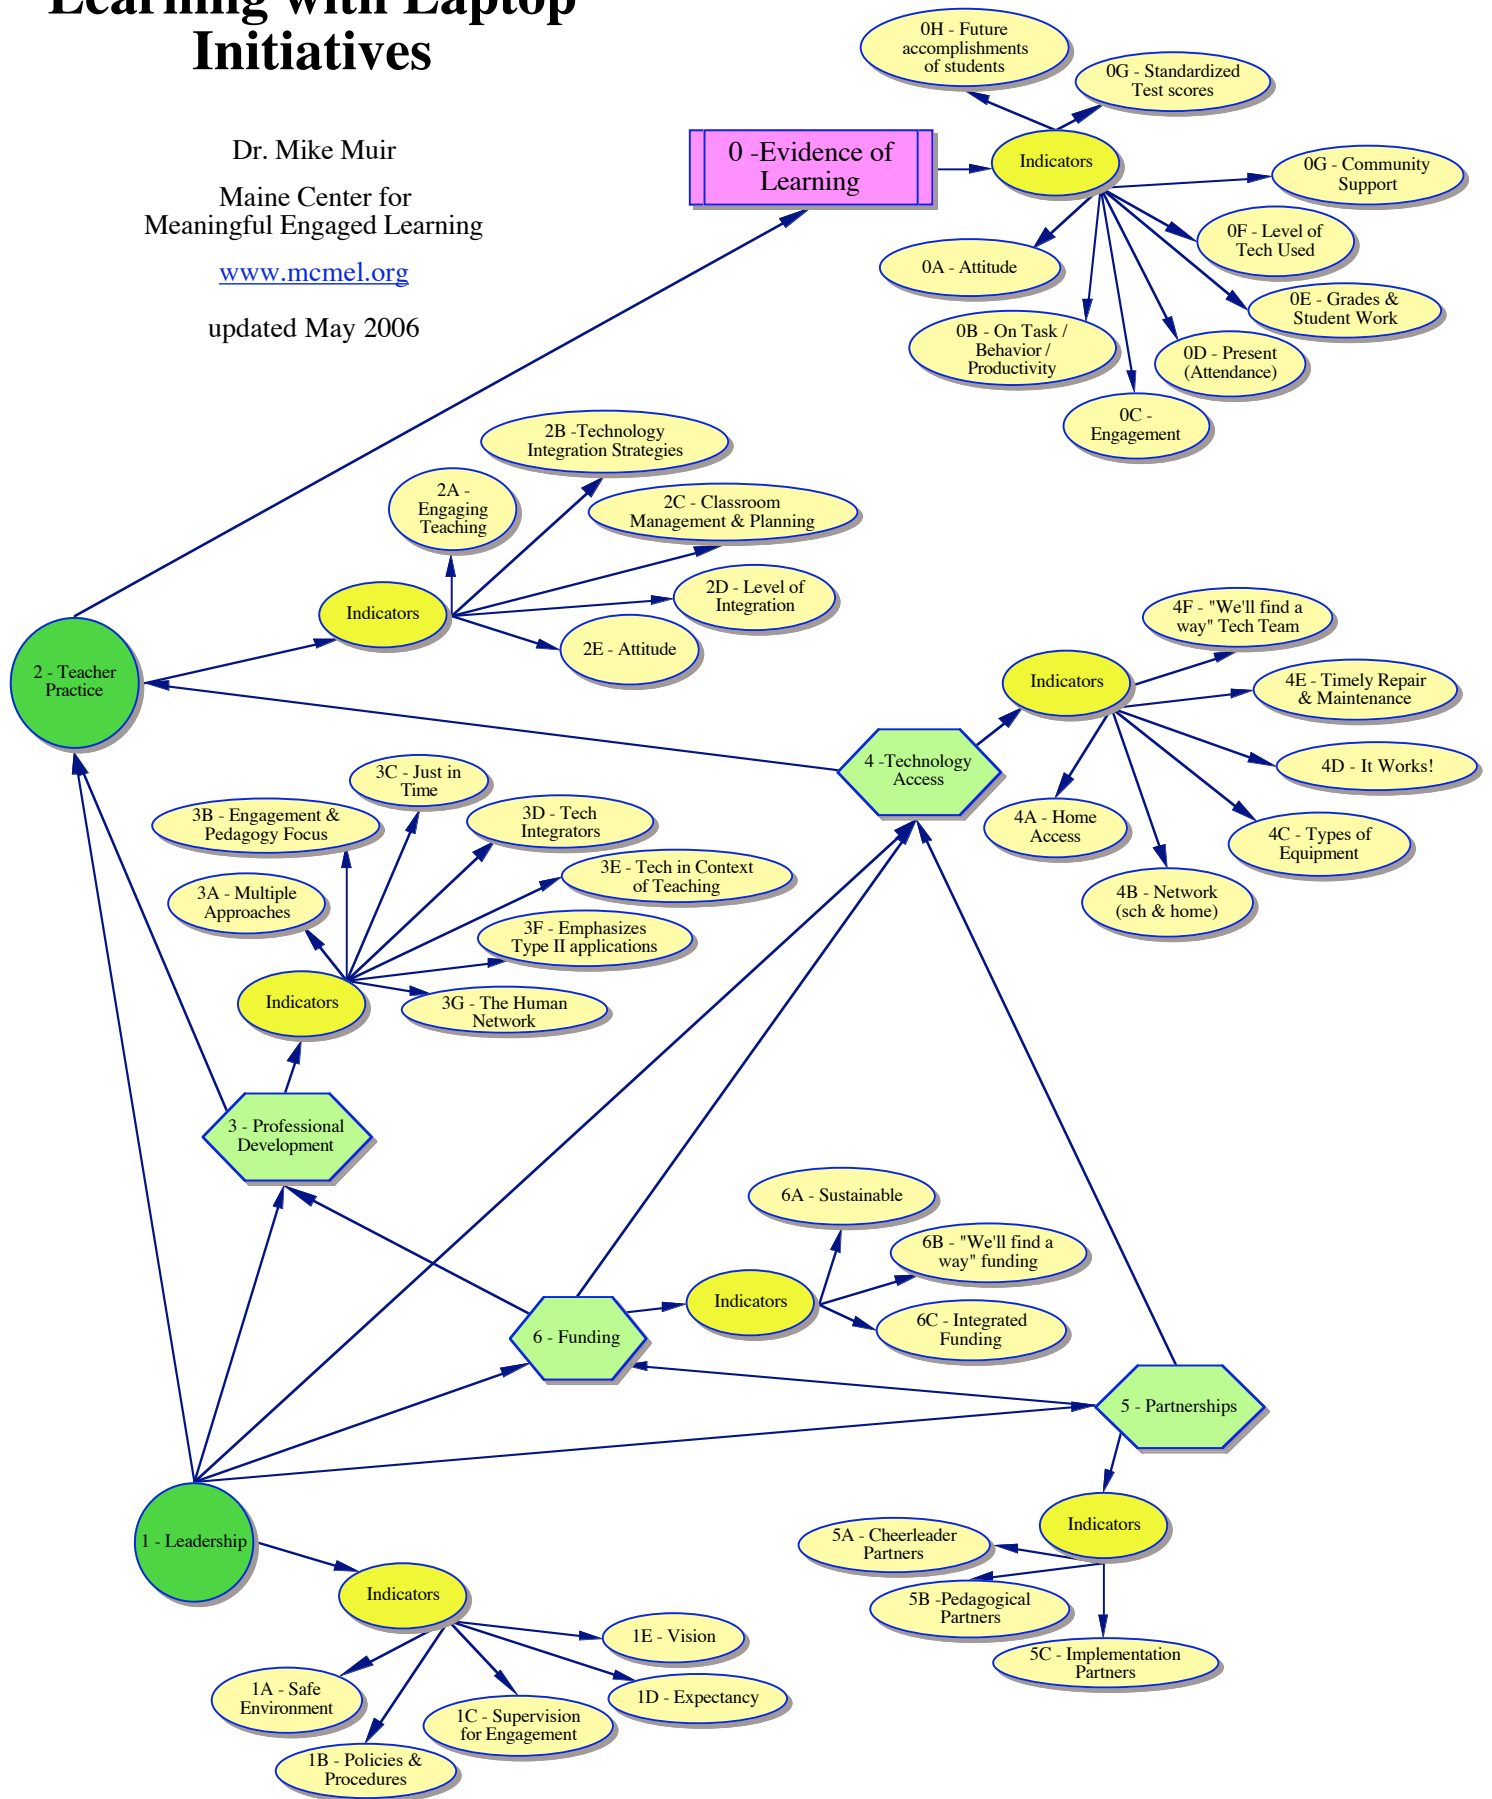 Learning with Laptop
Initiatives
Dr. Mike Muir
Maine Center for
Meaningful Engaged Learning
www.mcmel.org
updated May 2006
0H - Future
accomplishments
of students
0G - Standardized
Test scores
0 -Evidence of
Learning
Indicators
0G - Community
Support
0F - Level of
Tech Used
0A - Attitude
0E - Grades &
Student Work
0B - On Task /
Behavior /
Productivity
0D - Present
(Attendance)
0C -
Engagement
2B -Technology
Integration Strategies
2A -
Engaging
Teaching
2C - Classroom
Management & Planning
Indicators
2D - Level of
Integration
2E - Attitude
2 - Teacher
Practice
4F - "We'll find a
way" Tech Team
Indicators
4E - Timely Repair
& Maintenance
4 -Technology
Access
4D - It Works!
4A - Home
Access
4C - Types of
Equipment
4B - Network
(sch & home)
3C - Just in
Time
3B - Engagement &
Pedagogy Focus
3D - Tech
Integrators
3A - Multiple
Approaches
3E - Tech in Context
of Teaching
3F - Emphasizes
Type II applications
Indicators
3G - The Human
Network
3 - Professional
Development
6A - Sustainable
6B - "We'll find a
way" funding
Indicators
6 - Funding
6C - Integrated
Funding
5 - Partnerships
Indicators
5A - Cheerleader
Partners
5B -Pedagogical
Partners
5C - Implementation
Partners
1 - Leadership
Indicators
1E - Vision
1A - Safe
Environment
1D - Expectancy
1C - Supervision
for Engagement
1B - Policies &
Procedures